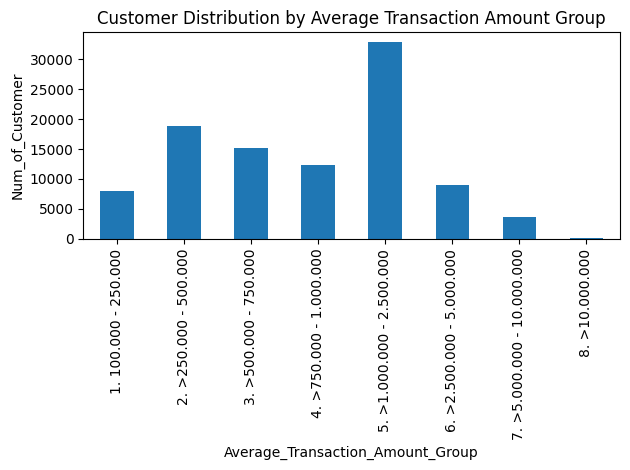 Customer Distribution by Average Transaction Amount Group
Num_of_Customer
30000
25000
20000
15000
10000
5000
0
1. 100.000 - 250.000
2. >250.000 - 500.000
3. >500.000 - 750.000
4. >750.000 - 1.000.000
5. >1.000.000 - 2.500.000
6. >2.500.000 - 5.000.000
7. >5.000.000 - 10.000.000
8. >10.000.000
Average_Transaction_Amount_Group